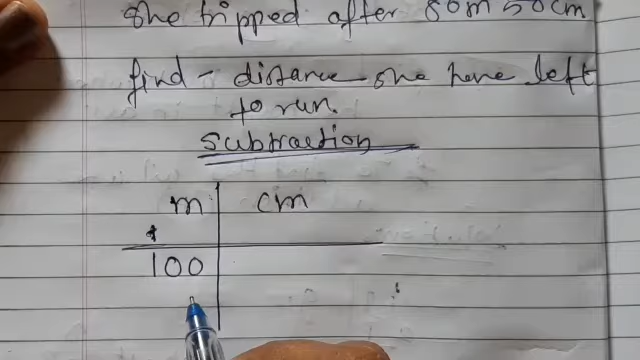 she tripped after 80m 50cm
find - distance she have left
to run.
subtraction
m cm
100